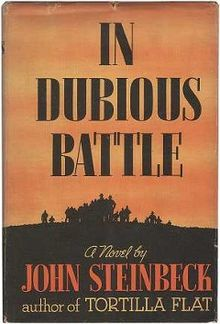 IN
DUBIOUS
BATTLE
A Novel by
JOHN STEINBECK
author of TORTILLA FLAT